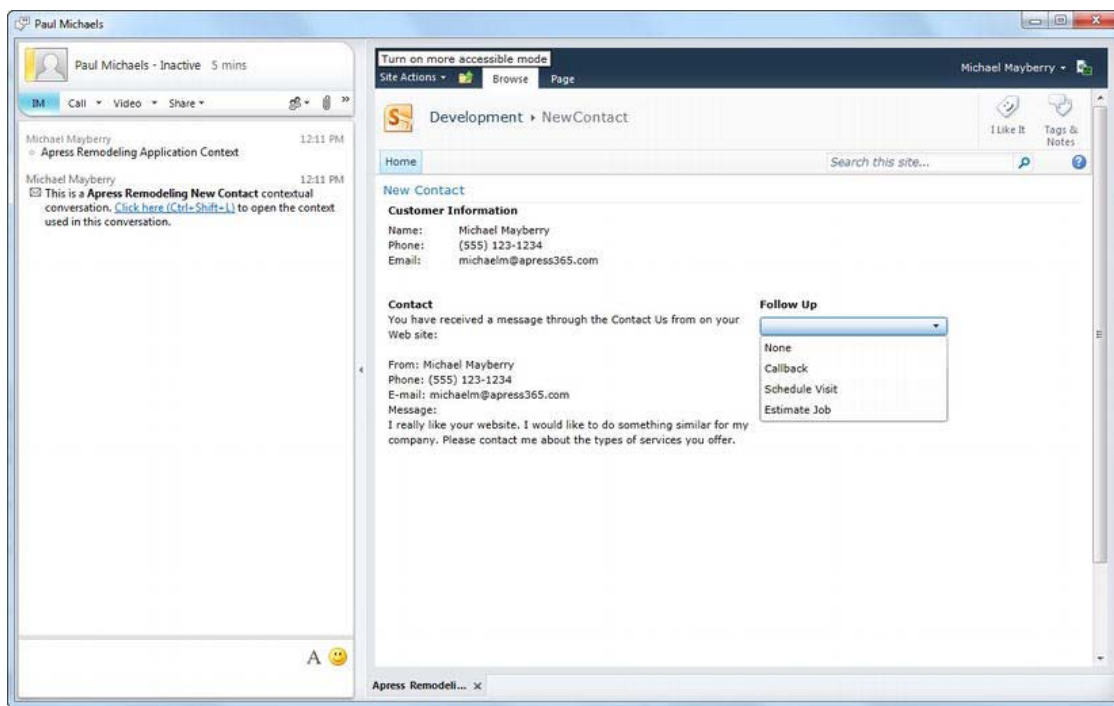 Paul Michaels
Paul Michaels - Inactive 5 mins
IM Call Video Share »
Michael Mayberry 12:11 PM
Apress Remodeling Application Context
Michael Mayberry 12:11 PM
This is a Apress Remodeling New Contact contextual
conversation. Click here (Ctrl+Shift+L) to open the context
used in this conversation.
A
Turn on more accessible mode
Site Actions Browse Page
Michael Mayberry
S Development ▸ NewContact
I Like It
Tags &
Notes
Home
Search this site...
New Contact
Customer Information
Name: Michael Mayberry
Phone: (555) 123-1234
Email: michaelm@apress365.com
Contact
You have received a message through the Contact Us from on your
Web site:
From: Michael Mayberry
Phone: (555) 123-1234
E-mail: michaelm@apress365.com
Message:
I really like your website. I would like to do something similar for my
company. Please contact me about the types of services you offer.
Follow Up
None
Callback
Schedule Visit
Estimate Job
Apress Remodeli... x